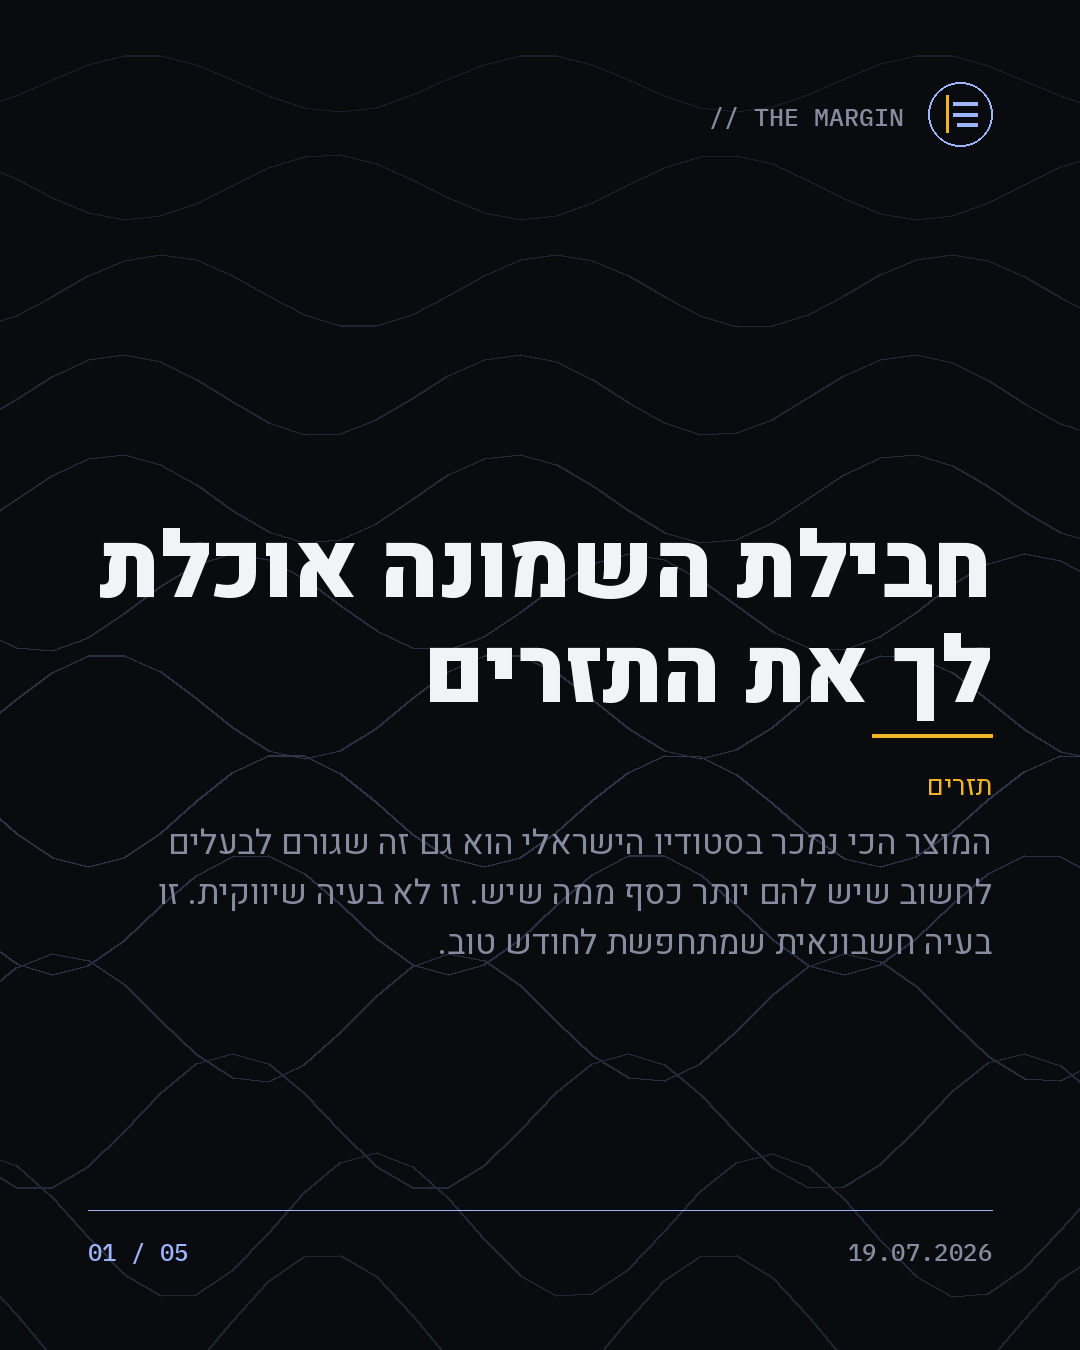 // THE MARGIN
חבילת השמונה אוכלת
לך את התזרים
תזרים
המוצר הכי נמכר בסטודיו הישראלי הוא גם זה שגורם לבעלים
לחשוב שיש להם יותר כסף ממה שיש. זו לא בעיה שיווקית. זו
בעיה חשבונאית שמתחפשת לחודש טוב.
01 / 05
19.07.2026